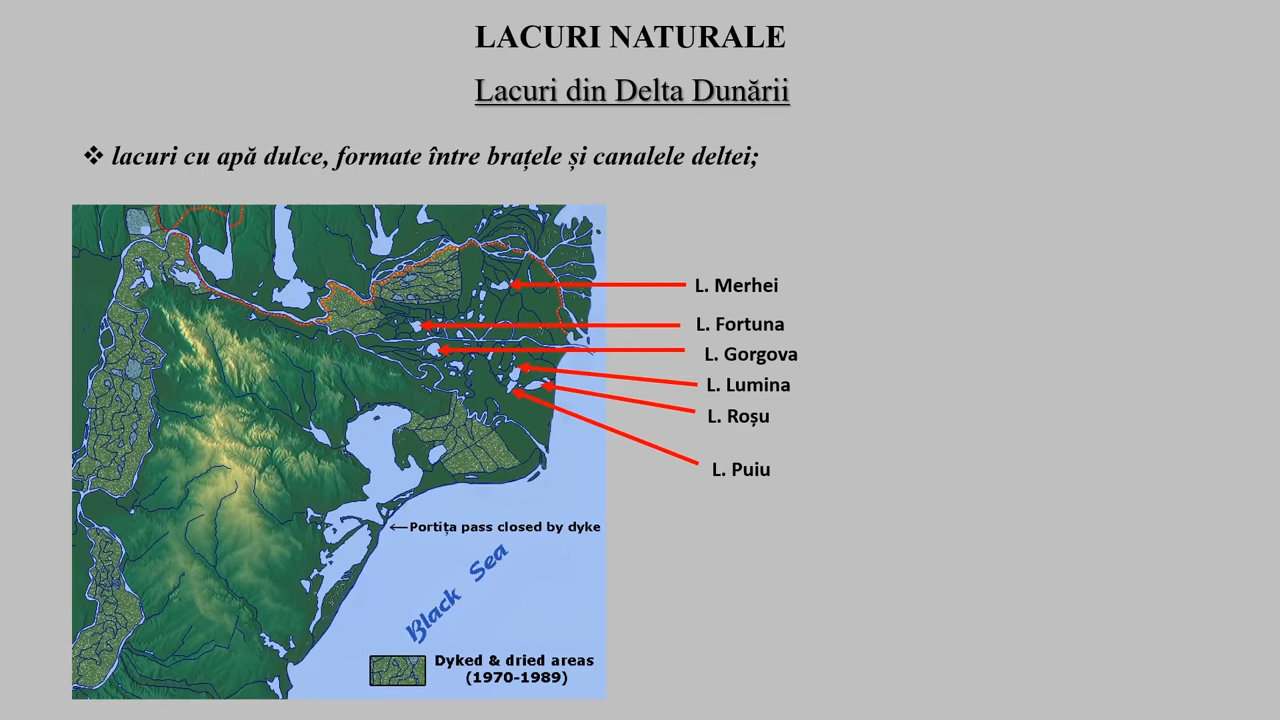 LACURI NATURALE
Lacuri din Delta Dunării
❖ lacuri cu apă dulce, formate între brațele și canalele deltei;
L. Merhei
L. Fortuna
L. Gorgova
L. Lumina
L. Roșu
L. Puiu
←Portița pass closed by dyke
Black Sea
Dyked & dried areas
(1970-1989)